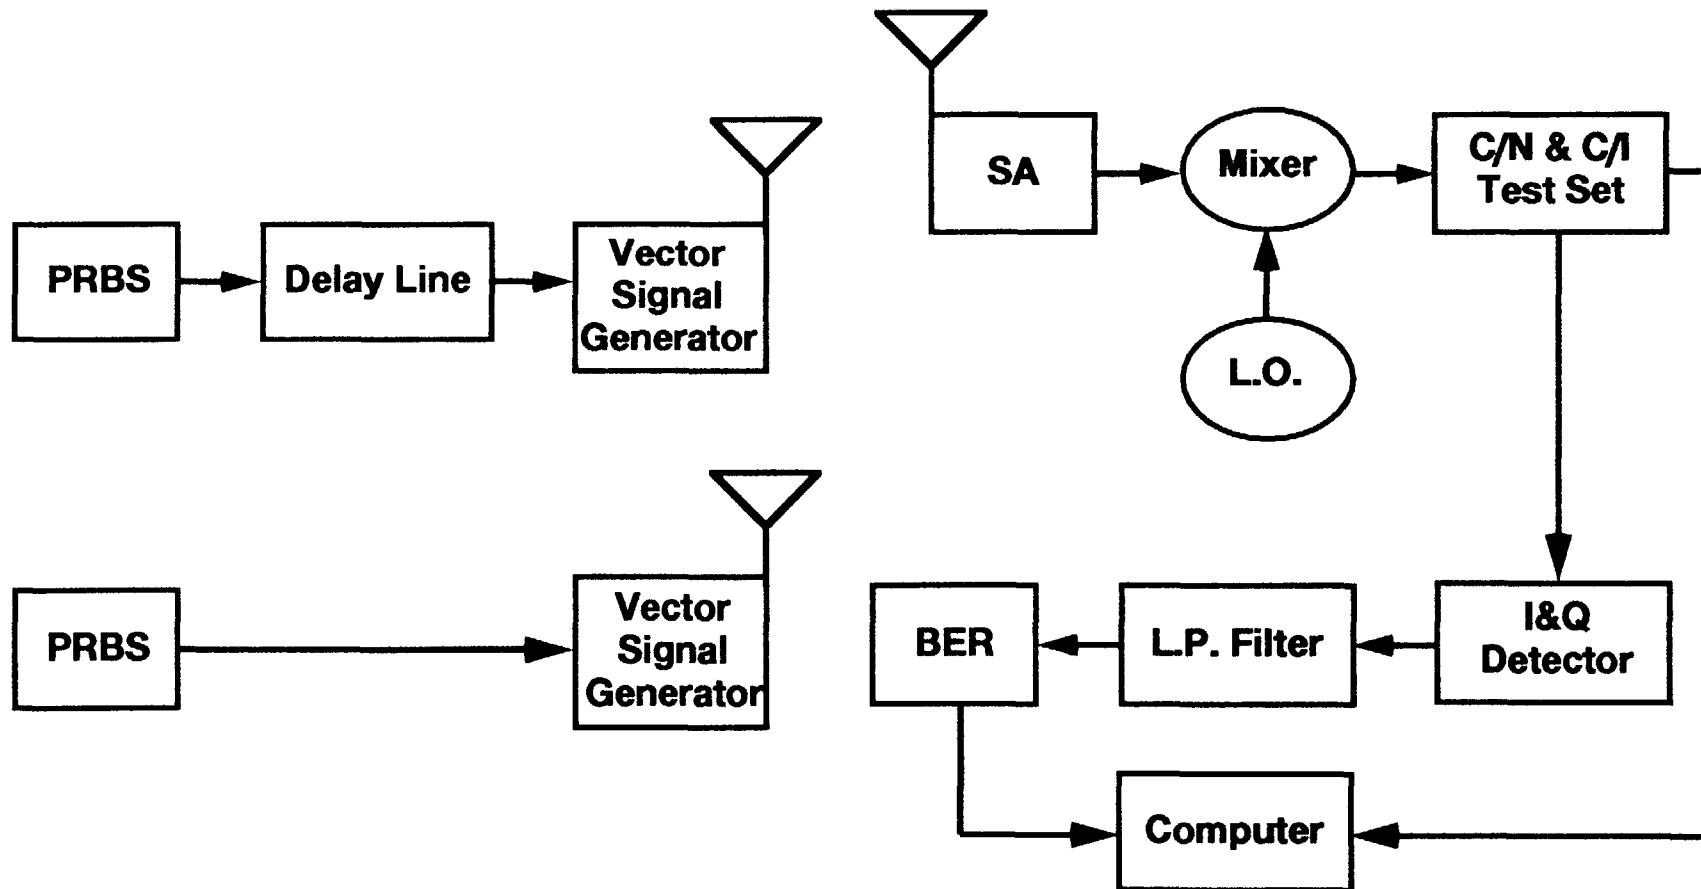 PRBS
Delay Line
Vector
Signal
Generator
PRBS
Vector
Signal
Generator
SA
Mixer
C/N & C/I
Test Set
L.O.
BER
L.P. Filter
I&Q
Detector
Computer